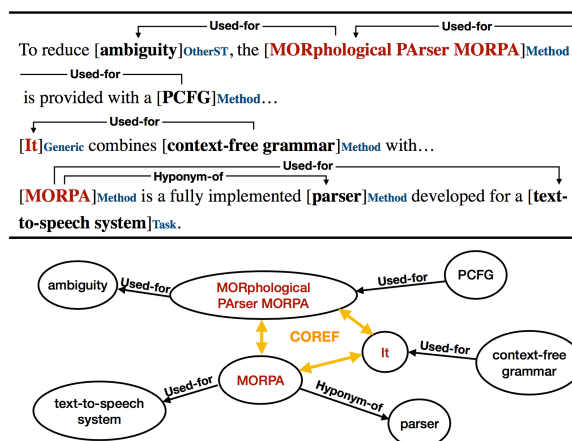 Used-for Used-for
To reduce [ambiguity]OtherST, the [MORphological PArser MORPA]Method
Used-for
is provided with a [PCFG]Method…
Used-for
[It]Generic combines [context-free grammar]Method with…
Used-for
Hyponym-of
[MORPA]Method is a fully implemented [parser]Method developed for a [text-
to-speech system]Task.
ambiguity
Used-for
MORphological
PArser MORPA
Used-for
PCFG
COREF
It
Used-for
context-free
grammar
MORPA
Used-for
Hyponym-of
text-to-speech
system
parser